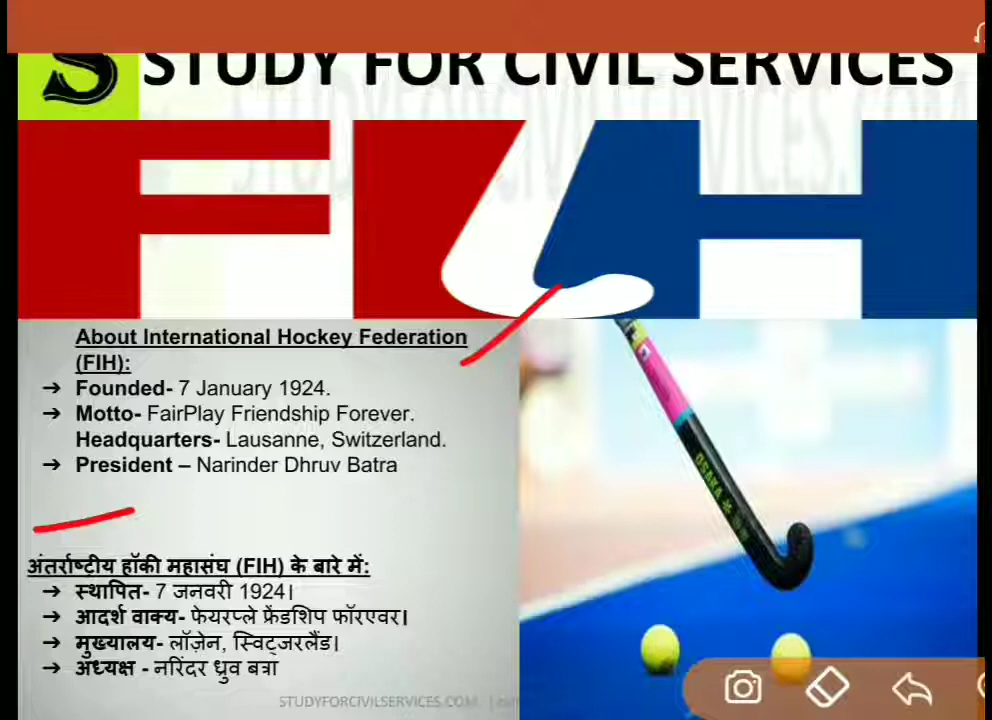 S STUDY FOR CIVIL SERVICES
FIH
About International Hockey Federation
(FIH):
➔ Founded- 7 January 1924.
➔ Motto- FairPlay Friendship Forever.
Headquarters- Lausanne, Switzerland.
➔ President – Narinder Dhruv Batra
OSAKA
अंतर्राष्ट्रीय हॉकी महासंघ (FIH) के बारे में:
➔ स्थापित- 7 जनवरी 1924।
➔ आदर्श वाक्य- फेयरप्ले फ्रेंडशिप फॉरएवर।
➔ मुख्यालय- लॉज़ेन, स्विट्जरलैंड।
➔ अध्यक्ष - नरिंदर ध्रुव बत्रा
STUDYFORCIVILSERVICES.COM |